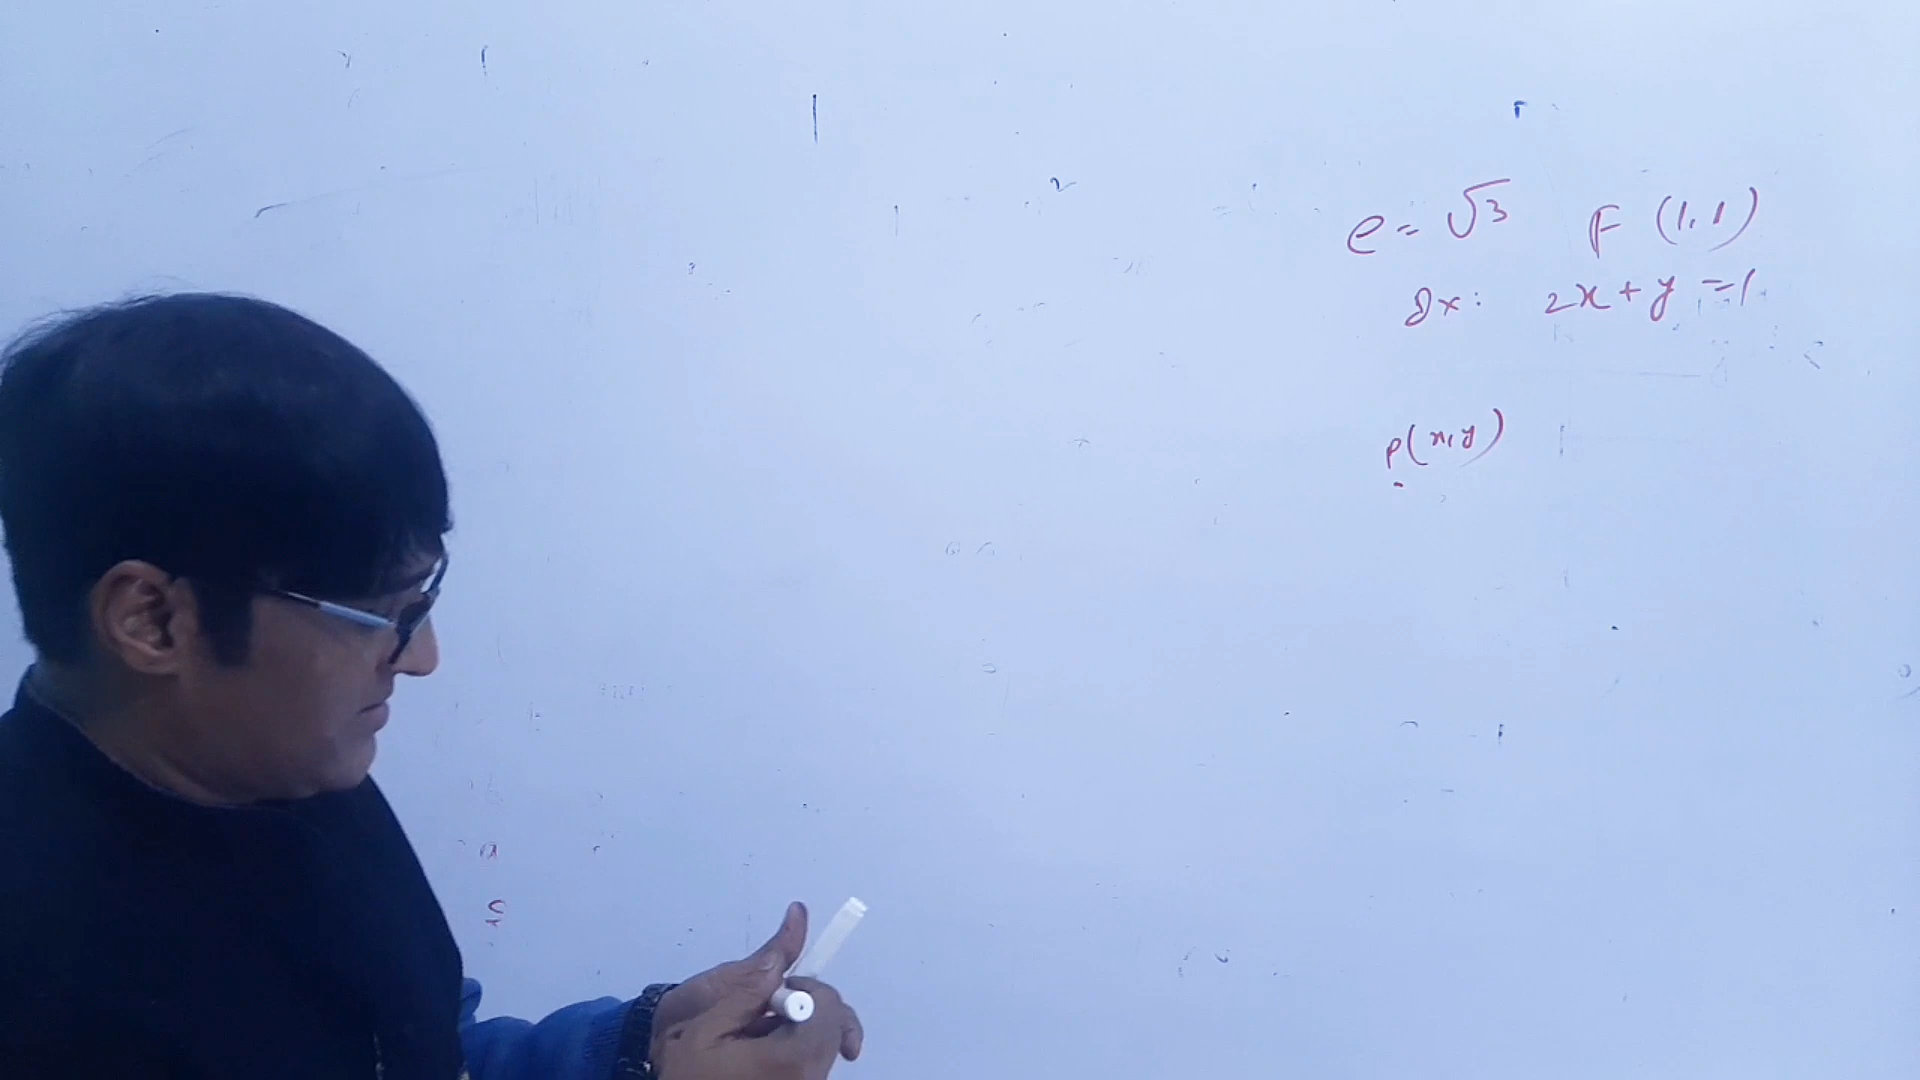 e = √3 F (1,1)
dx: 2x + y = 1
P(x,y)